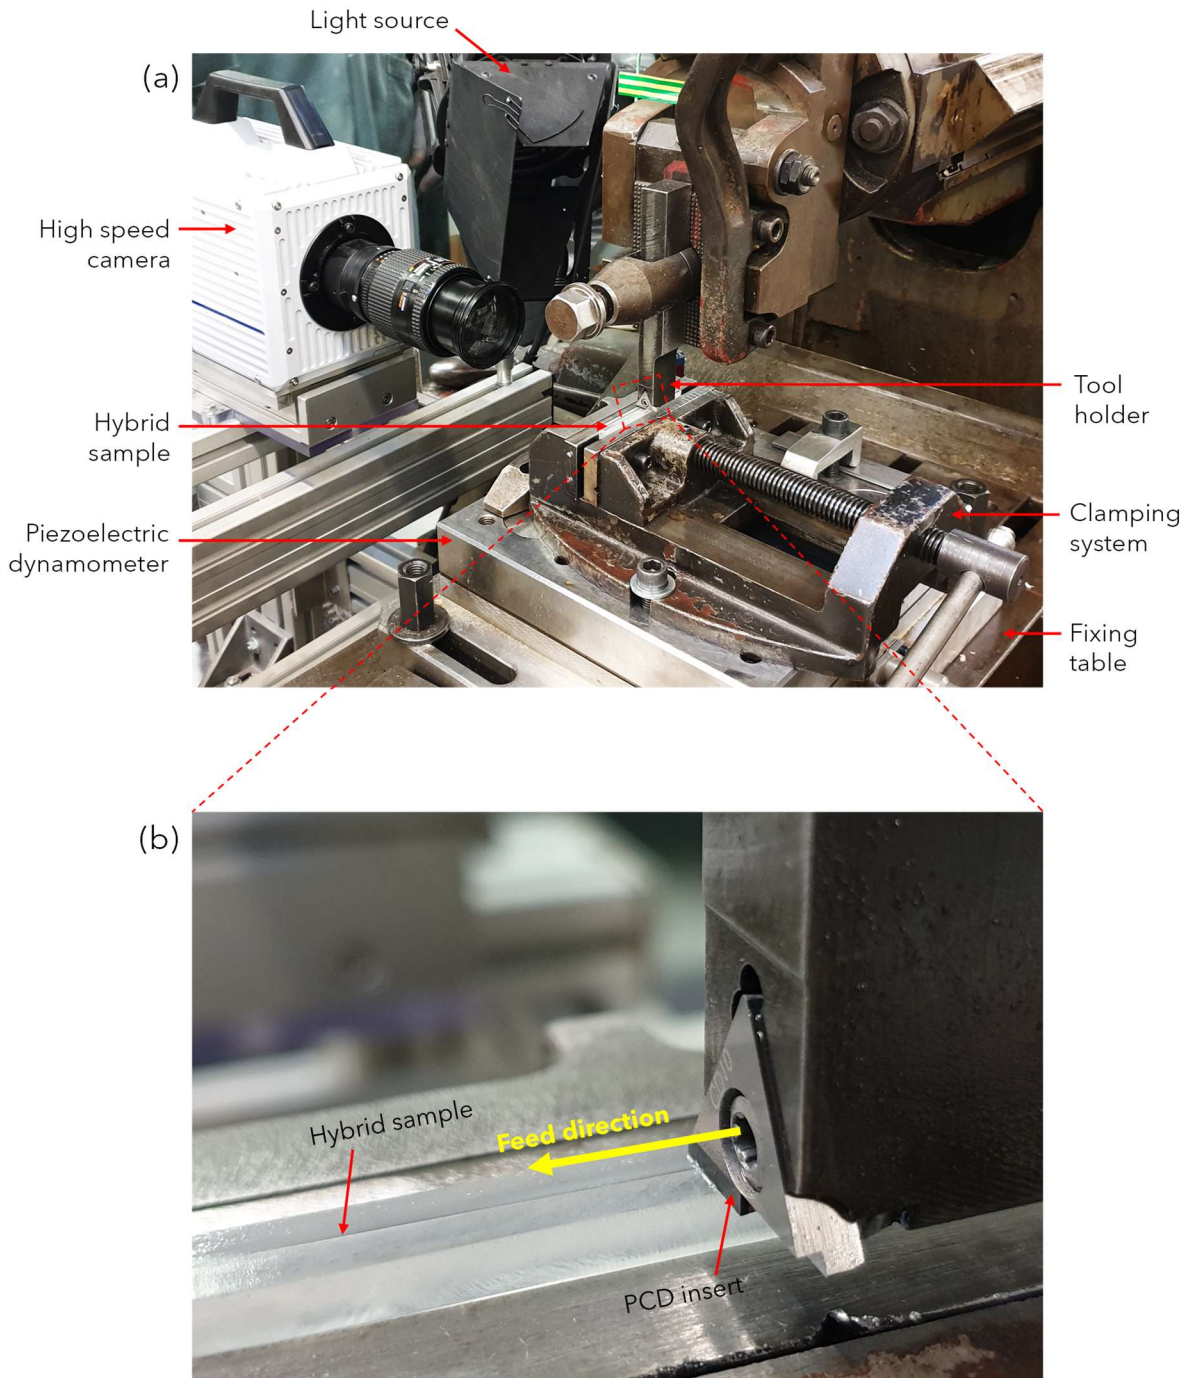 Light source
(a)
High speed
camera
Tool
holder
Hybrid
sample
Clamping
system
Piezoelectric
dynamometer
Fixing
table
(b)
Hybrid sample
Feed direction
PCD insert